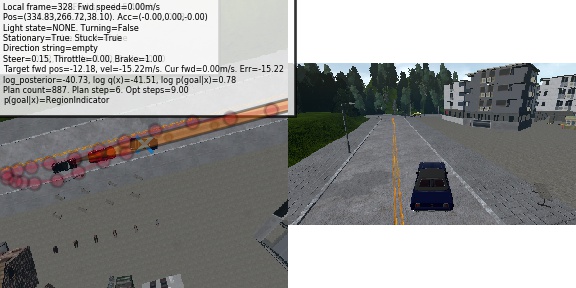 Local frame=328. Fwd speed=0.00m/s
Pos=(334.83,266.72,38.10). Acc=(-0.00,0.00,-0.00)
Light state=NONE. Turning=False
Stationary=True. Stuck=True
Direction string=empty
Steer=0.15, Throttle=0.00, Brake=1.00
Target fwd pos=-12.18, vel=-15.22m/s. Cur fwd=0.00m/s. Err=-15.22
log_posterior=-40.73, log q(x)=-41.51, log p(goal|x)=0.78
Plan count=887. Plan step=6. Opt steps=9.00
p(goal|x)=RegionIndicator